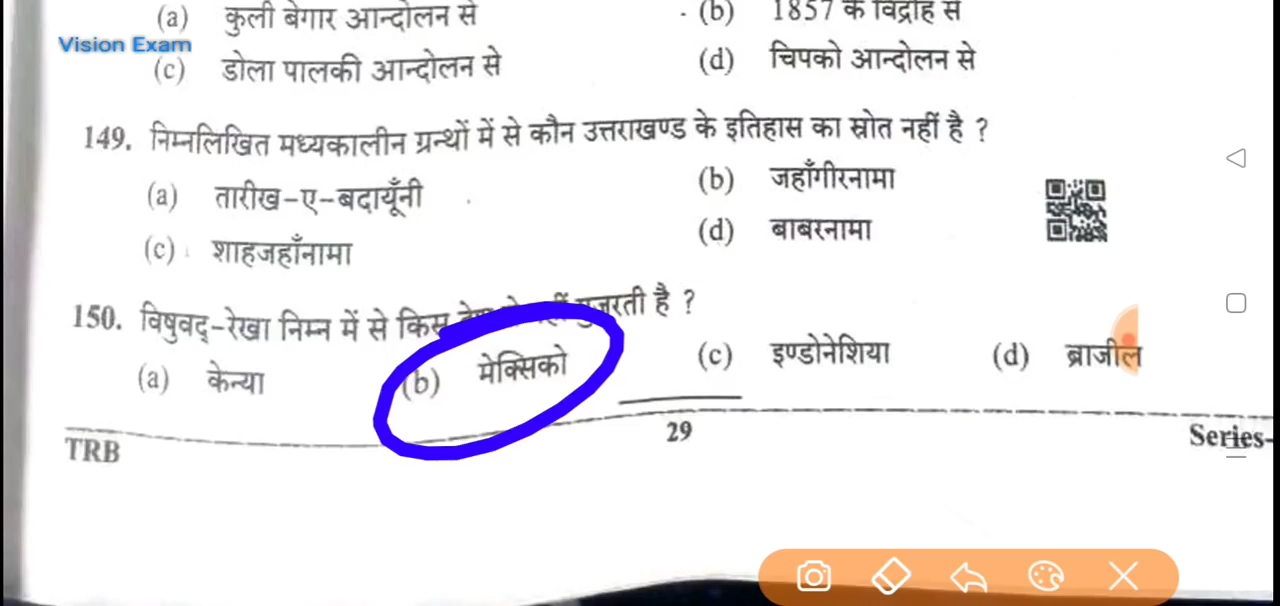 (a) कुली बेगार आन्दोलन से (b) 1857 के विद्रोह से
Vision Exam
(c) डोला पालकी आन्दोलन से (d) चिपको आन्दोलन से
149. निम्नलिखित मध्यकालीन ग्रन्थों में से कौन उत्तराखण्ड के इतिहास का स्रोत नहीं है ?
(a) तारीख-ए-बदायूँनी (b) जहाँगीरनामा
(c) शाहजहाँनामा (d) बाबरनामा
150. विषुवद्-रेखा निम्न में से किस गुजरती है ?
(a) केन्या (b) मेक्सिको (c) इण्डोनेशिया (d) ब्राजील
TRB 29 Series-